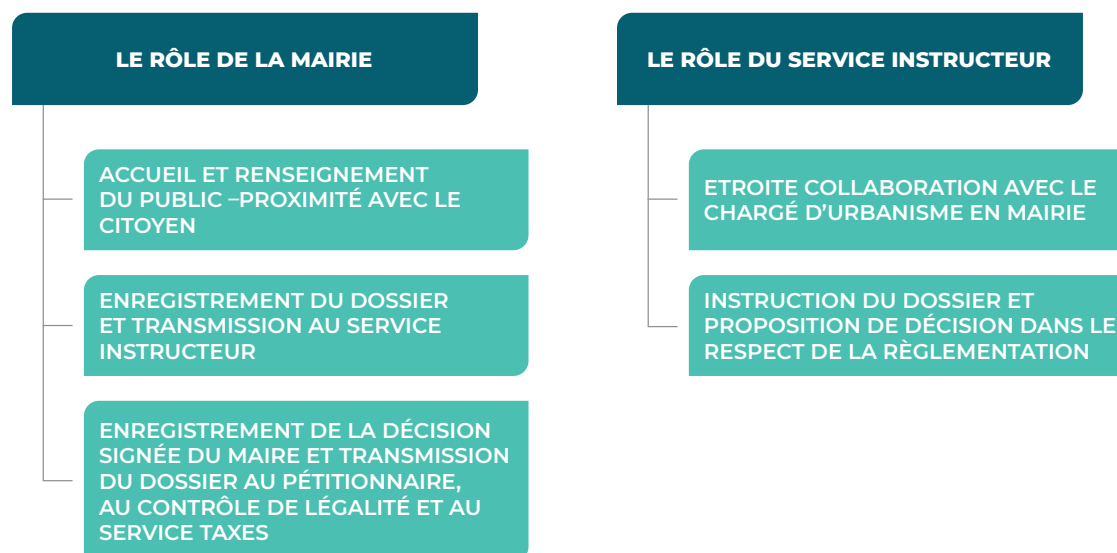 LE RÔLE DE LA MAIRIE
ACCUEIL ET RENSEIGNEMENT
DU PUBLIC –PROXIMITÉ AVEC LE
CITOYEN
ENREGISTREMENT DU DOSSIER
ET TRANSMISSION AU SERVICE
INSTRUCTEUR
ENREGISTREMENT DE LA DÉCISION
SIGNÉE DU MAIRE ET TRANSMISSION
DU DOSSIER AU PÉTITIONNAIRE,
AU CONTRÔLE DE LÉGALITÉ ET AU
SERVICE TAXES
LE RÔLE DU SERVICE INSTRUCTEUR
ETROITE COLLABORATION AVEC LE
CHARGÉ D’URBANISME EN MAIRIE
INSTRUCTION DU DOSSIER ET
PROPOSITION DE DÉCISION DANS LE
RESPECT DE LA RÈGLEMENTATION